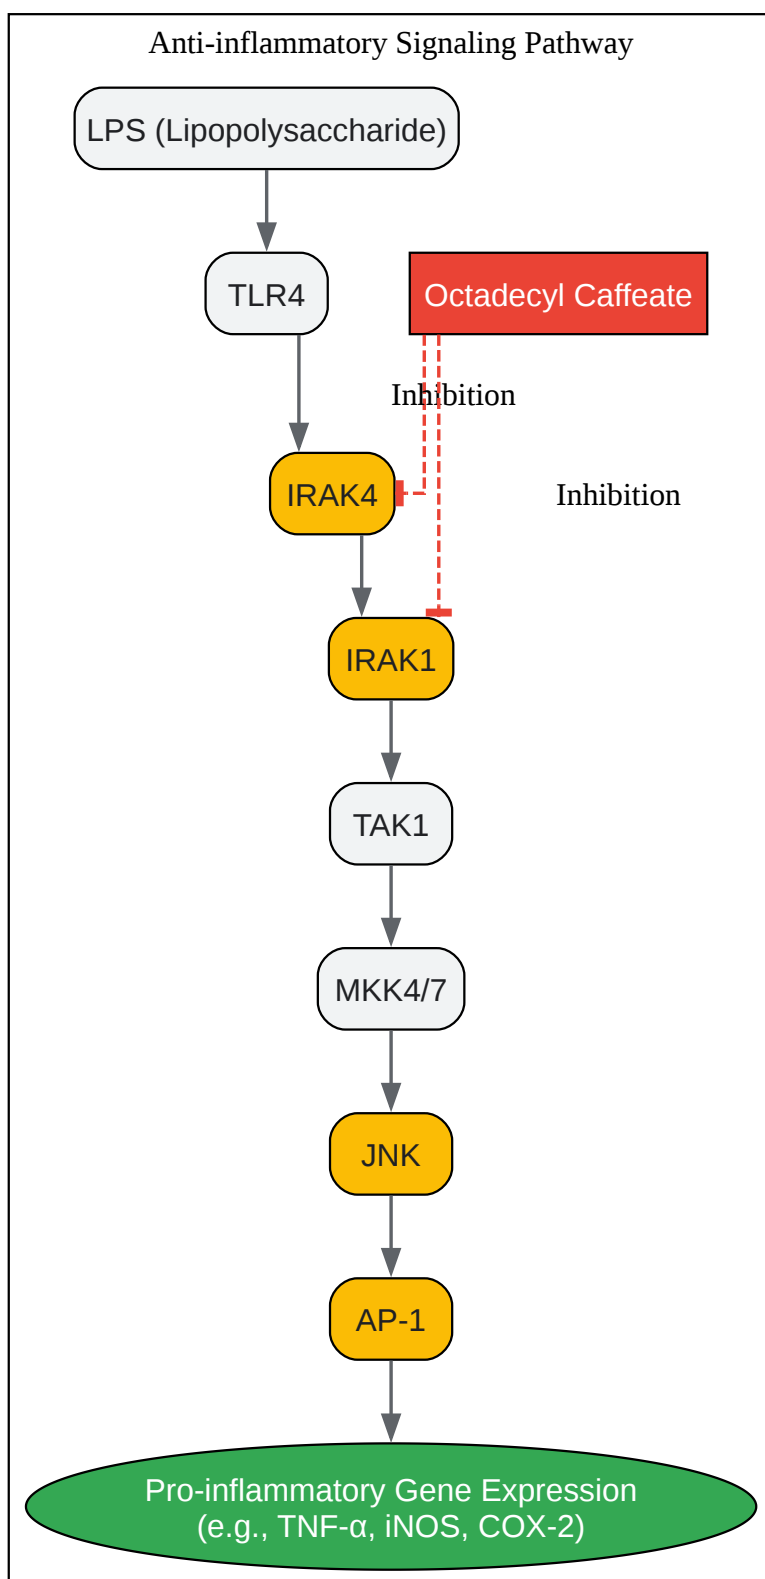 Anti-inflammatory Signaling Pathway
LPS (Lipopolysaccharide)
TLR4
Octadecyl Caffeate
Inhibition
IRAK4
Inhibition
IRAK1
TAK1
MKK4/7
JNK
AP-1
Pro-inflammatory Gene Expression
(e.g., TNF-α, iNOS, COX-2)